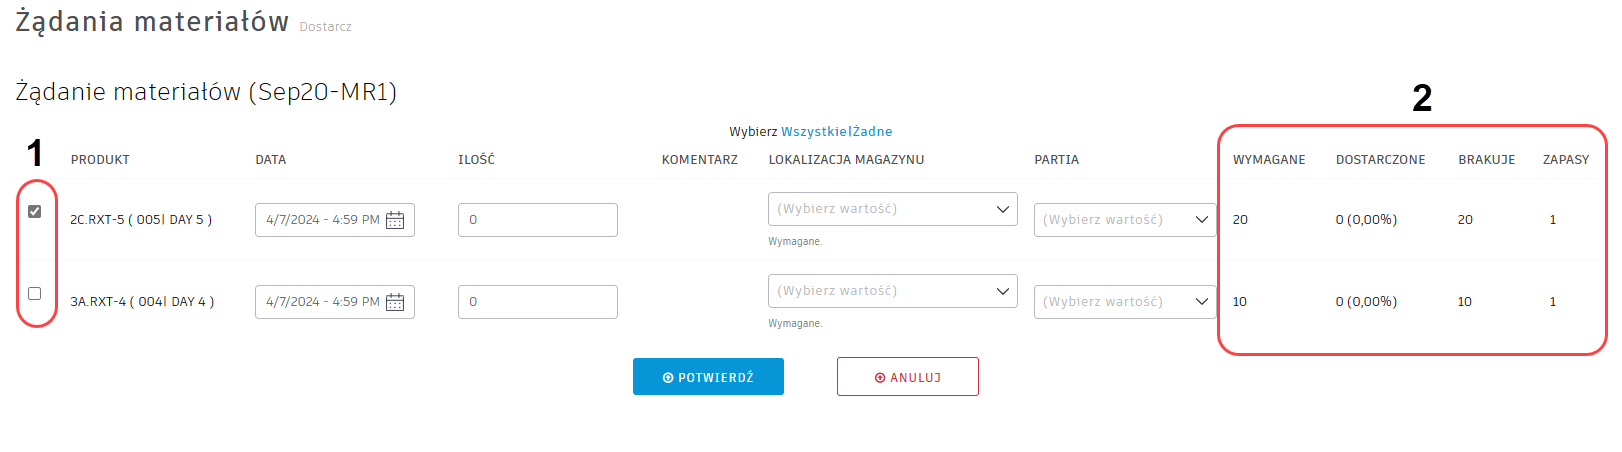 Żądania materiałów Dostarcz
Żądanie materiałów (Sep20-MR1)
2
Wybierz Wszystkie|Żadne
1
PRODUKT DATA ILOŚĆ KOMENTARZ LOKALIZACJA MAGAZYNU PARTIA WYMAGANE DOSTARCZONE BRAKUJE ZAPASY
2C.RXT-5 ( 005| DAY 5 ) 4/7/2024 - 4:59 PM 0 (Wybierz wartość) (Wybierz wartość) 20 0 (0,00%) 20 1
Wymagane.
3A.RXT-4 ( 004| DAY 4 ) 4/7/2024 - 4:59 PM 0 (Wybierz wartość) (Wybierz wartość) 10 0 (0,00%) 10 1
Wymagane.
POTWIERDŹ ANULUJ